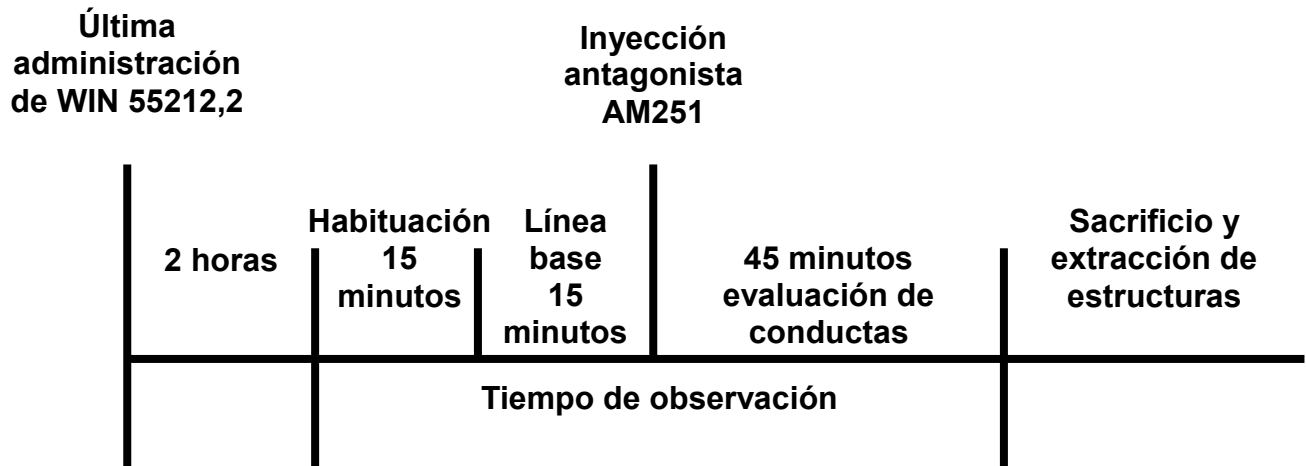 Última
administración
de WIN 55212,2
Inyección
antagonista
AM251
2 horas
Habituación
15
minutos
Línea
base
15
minutos
45 minutos
evaluación de
conductas
Sacrificio y
extracción de
estructuras
Tiempo de observación